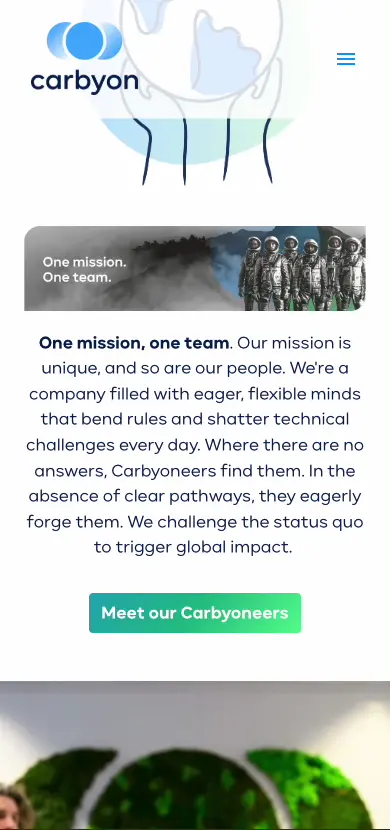 carbyon
One mission.
One team.
One mission, one team. Our mission is
unique, and so are our people. We're a
company filled with eager, flexible minds
that bend rules and shatter technical
challenges every day. Where there are no
answers, Carbyoneers find them. In the
absence of clear pathways, they eagerly
forge them. We challenge the status quo
to trigger global impact.
Meet our Carbyoneers